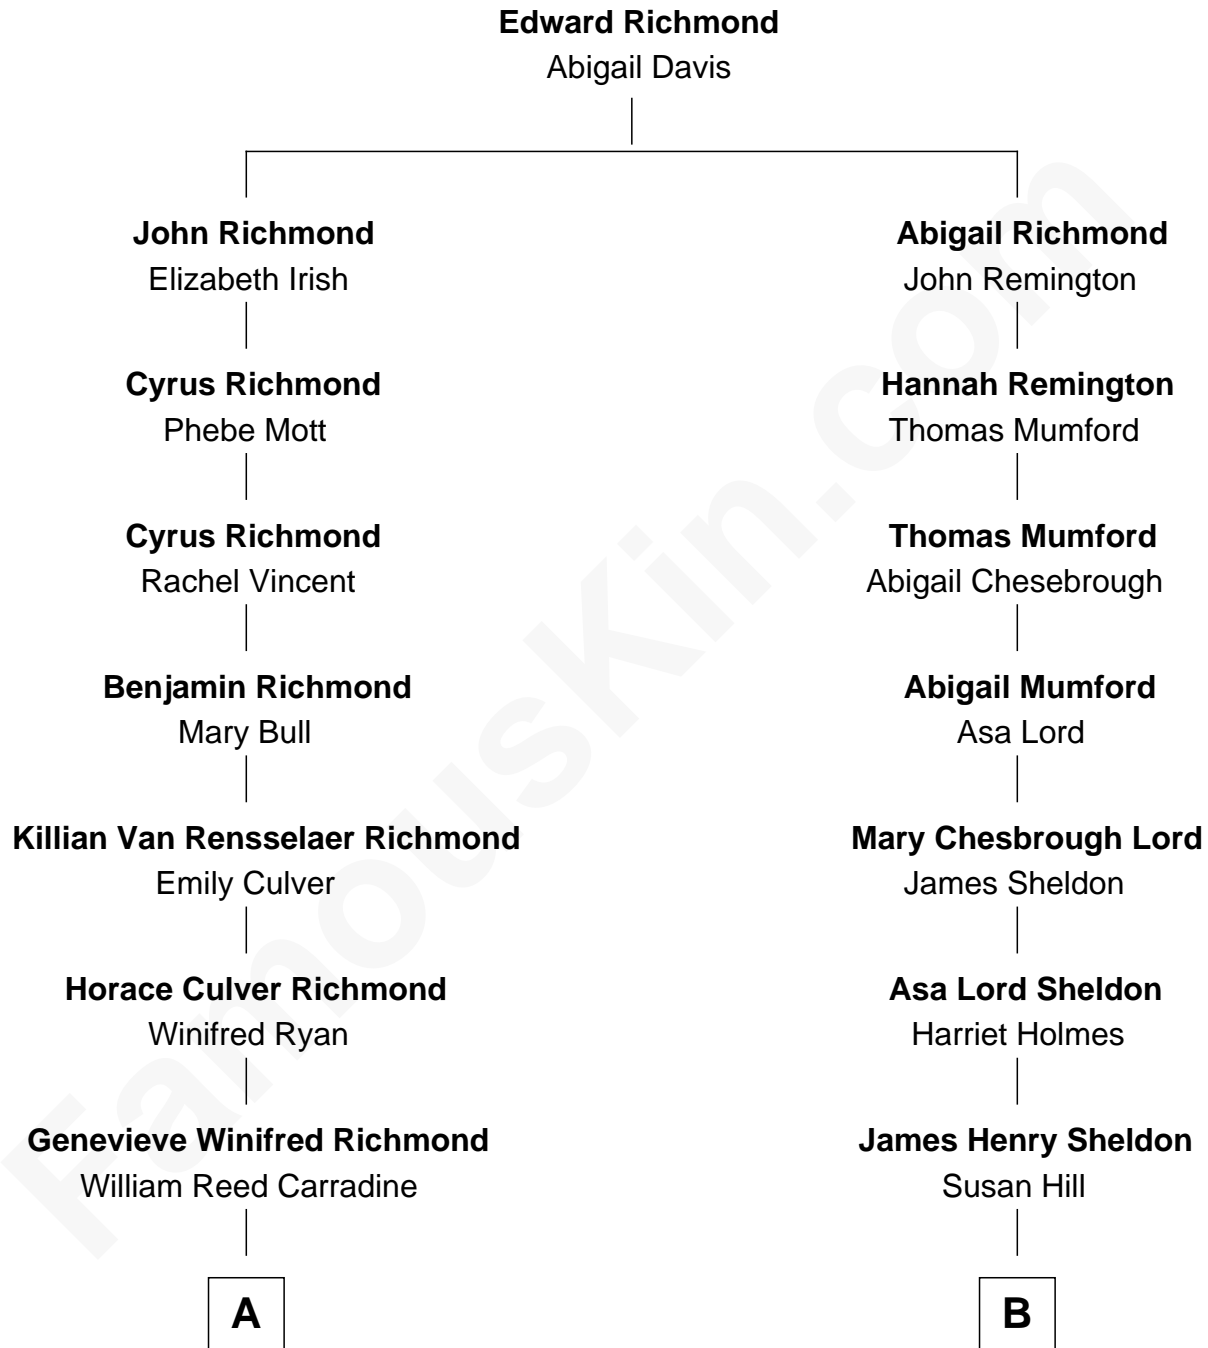 Edward Richmond
Abigail Davis
John Richmond
Elizabeth Irish
Abigail Richmond
John Remington
Cyrus Richmond
Phebe Mott
Hannah Remington
Thomas Mumford
Cyrus Richmond
Rachel Vincent
Thomas Mumford
Abigail Chesebrough
Benjamin Richmond
Mary Bull
Abigail Mumford
Asa Lord
Killian Van Rensselaer Richmond
Emily Culver
Mary Chesbrough Lord
James Sheldon
Horace Culver Richmond
Winifred Ryan
Asa Lord Sheldon
Harriet Holmes
Genevieve Winifred Richmond
William Reed Carradine
James Henry Sheldon
Susan Hill
A
B
FamousKin.com